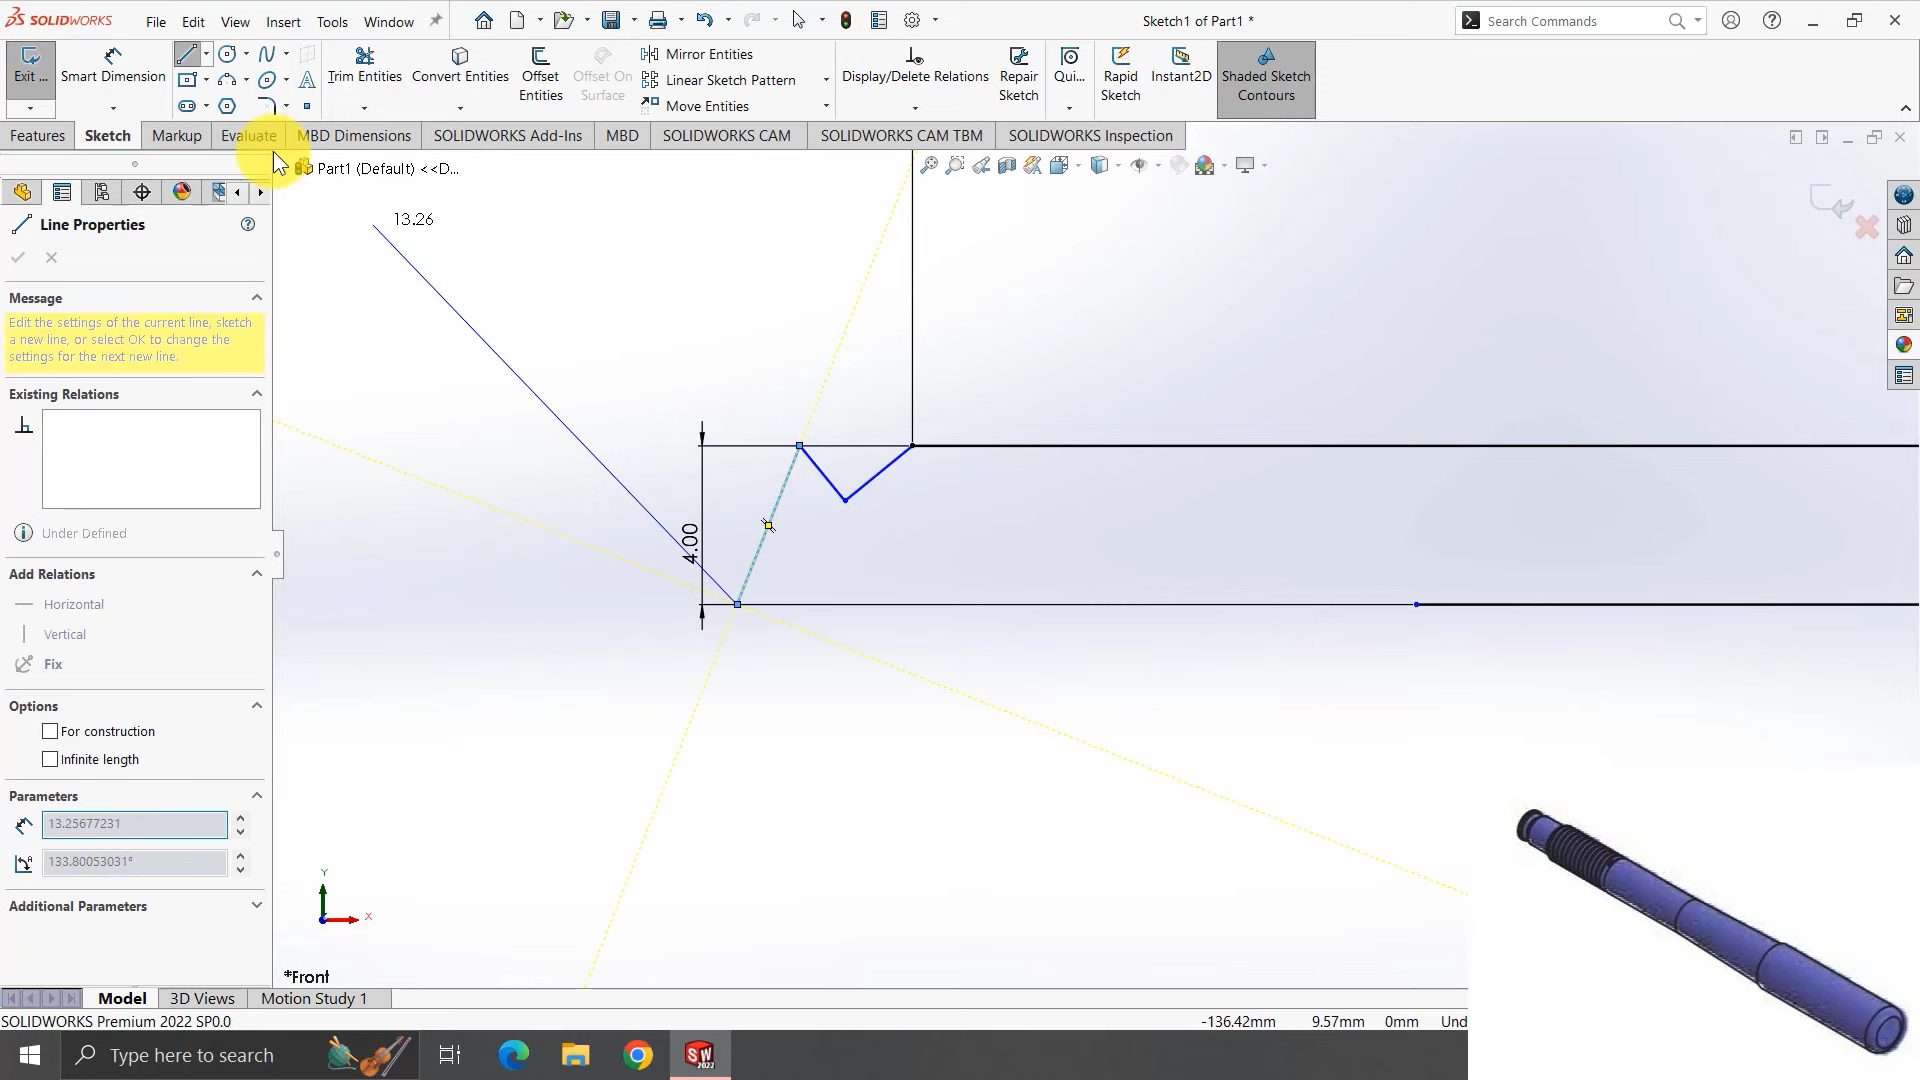 SOLIDWORKS File Edit View Insert Tools Window Sketch1 of Part1 * Search Commands
Exit ... Smart Dimension Trim Entities Convert Entities Offset Entities Offset On Surface Mirror Entities Linear Sketch Pattern Move Entities Display/Delete Relations Repair Sketch Qui... Rapid Sketch Instant2D Shaded Sketch Contours
Features Sketch Markup Evaluate MBD Dimensions SOLIDWORKS Add-Ins MBD SOLIDWORKS CAM SOLIDWORKS CAM TBM SOLIDWORKS Inspection
Part1 (Default) <<D...
Line Properties
13.26
Message
Edit the settings of the current line, sketch
a new line, or select OK to change the
settings for the next new line.
Existing Relations
4.00
Under Defined
Add Relations
Horizontal
Vertical
Fix
Options
For construction
Infinite length
Parameters
13.25677231
133.80053031°
Additional Parameters
Y
X
*Front
Model 3D Views Motion Study 1
SOLIDWORKS Premium 2022 SP0.0 -136.42mm 9.57mm 0mm Und
Type here to search
SW
2022